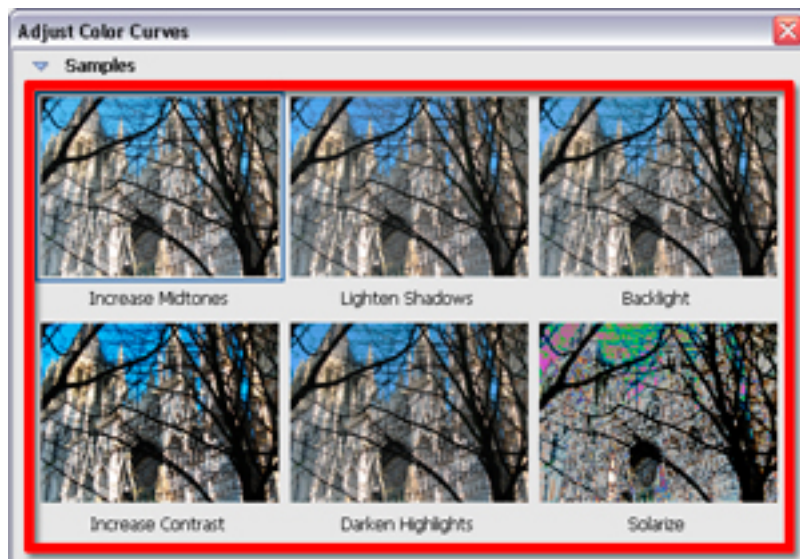 Adjust Color Curves
Samples
Increase Midtones
Lighten Shadows
Backlight
Increase Contrast
Darken Highlights
Solarize